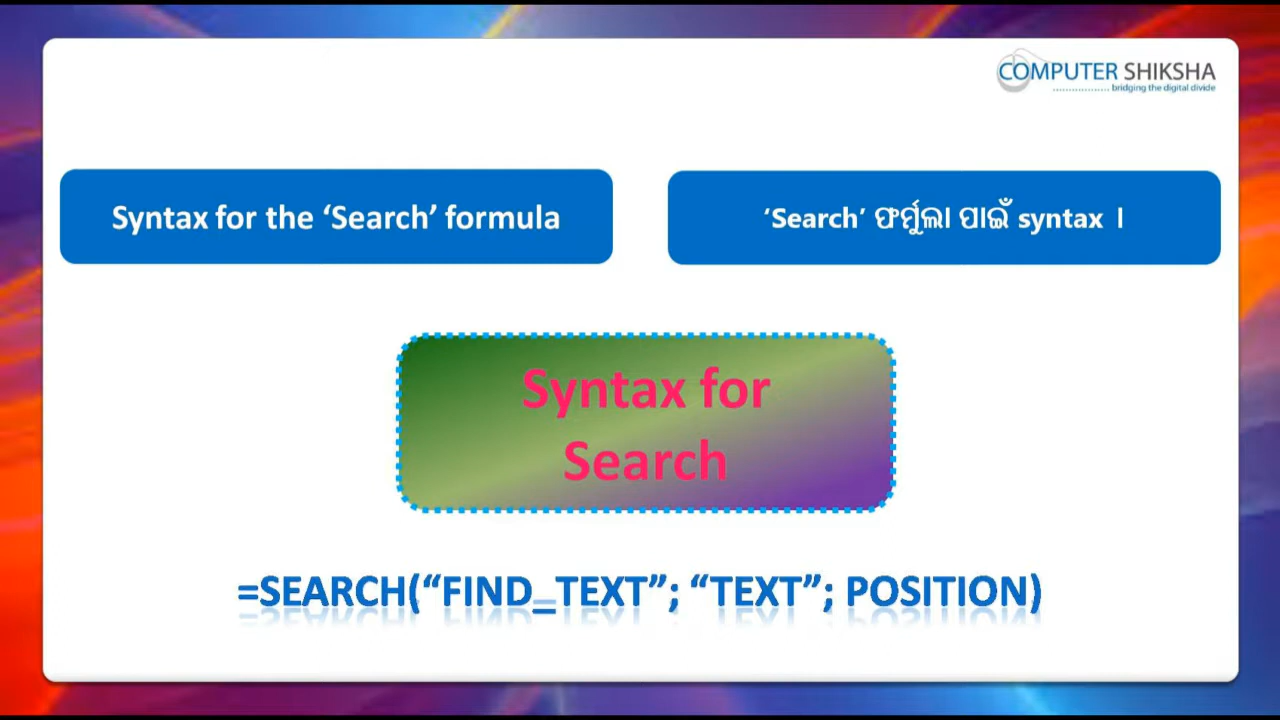 COMPUTER SHIKSHA
bridging the digital divide
Syntax for the ‘Search’ formula
‘Search’ ଫର୍ମୁଲା ପାଇଁ syntax ।
Syntax for
Search
=SEARCH(“FIND_TEXT”; “TEXT”; POSITION)